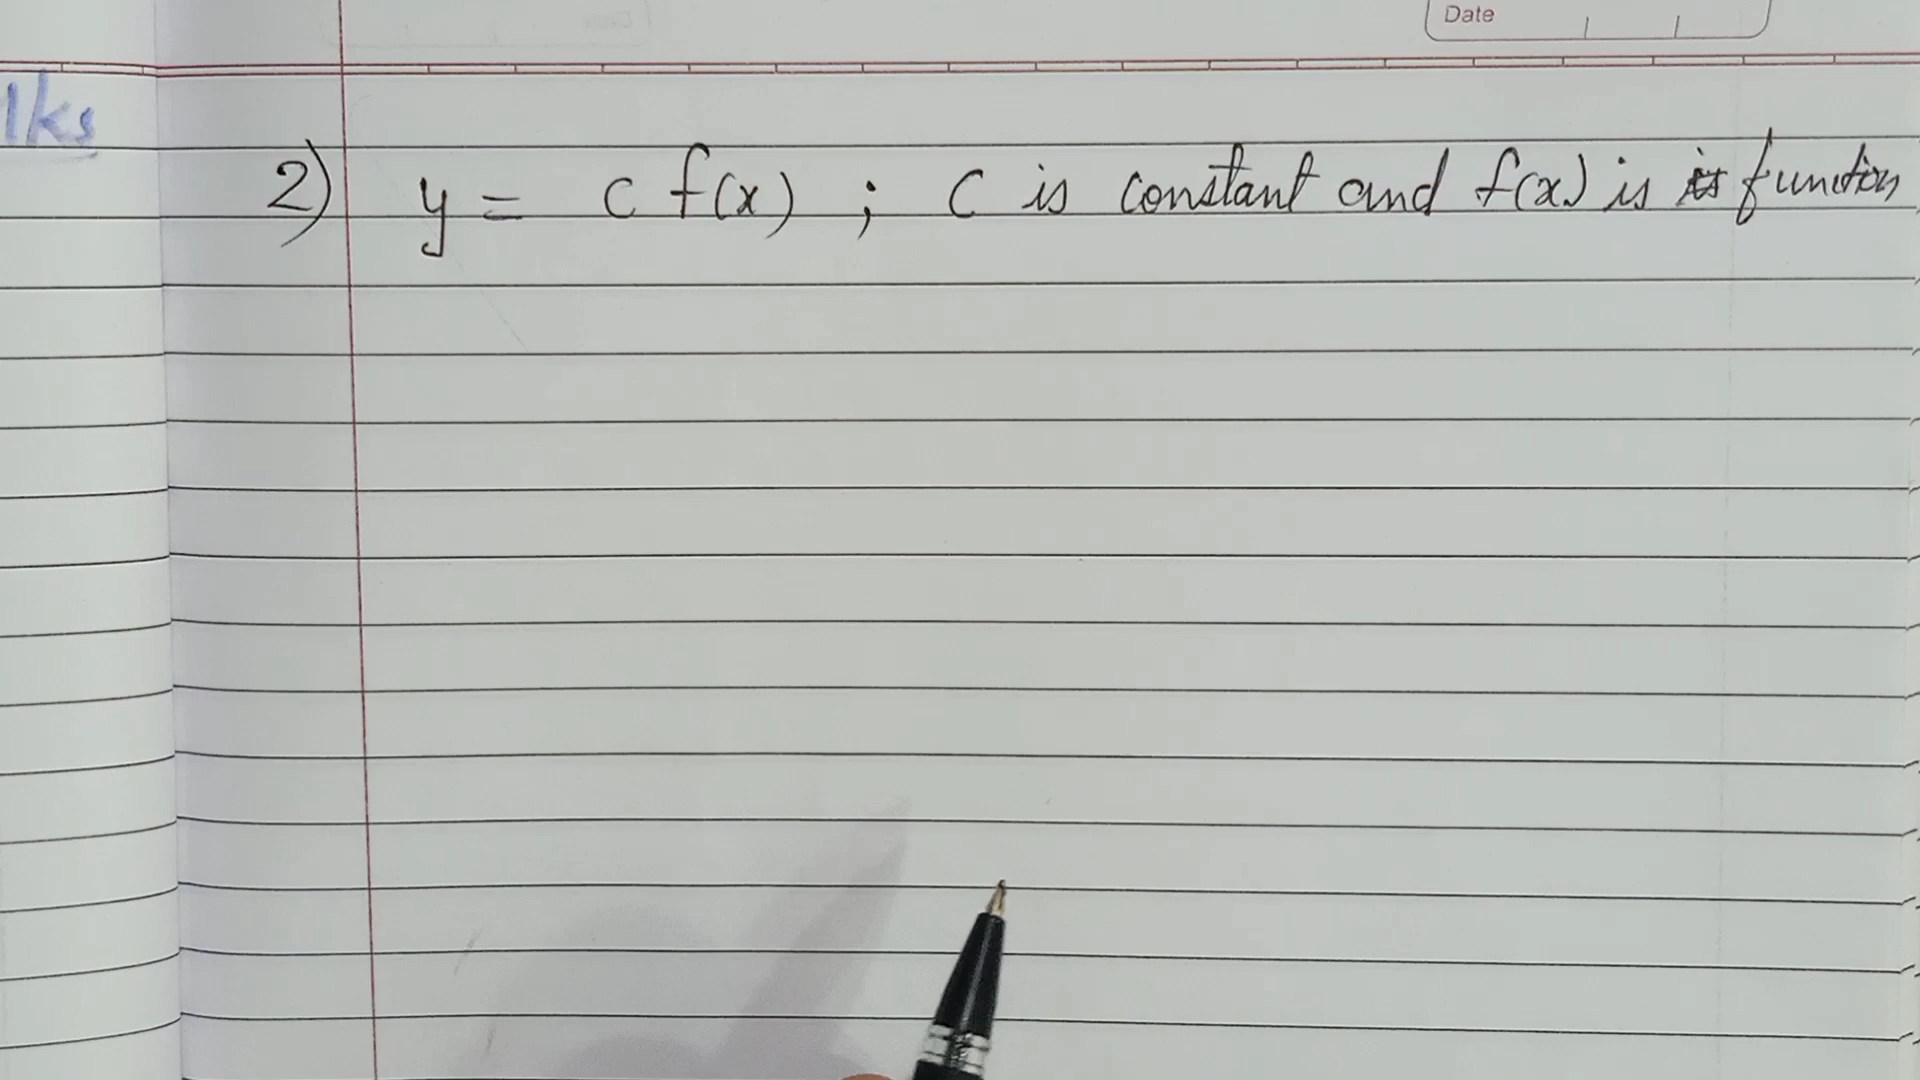 Date
lks
2) y = c f(x) ; C is constant and f(x) is function